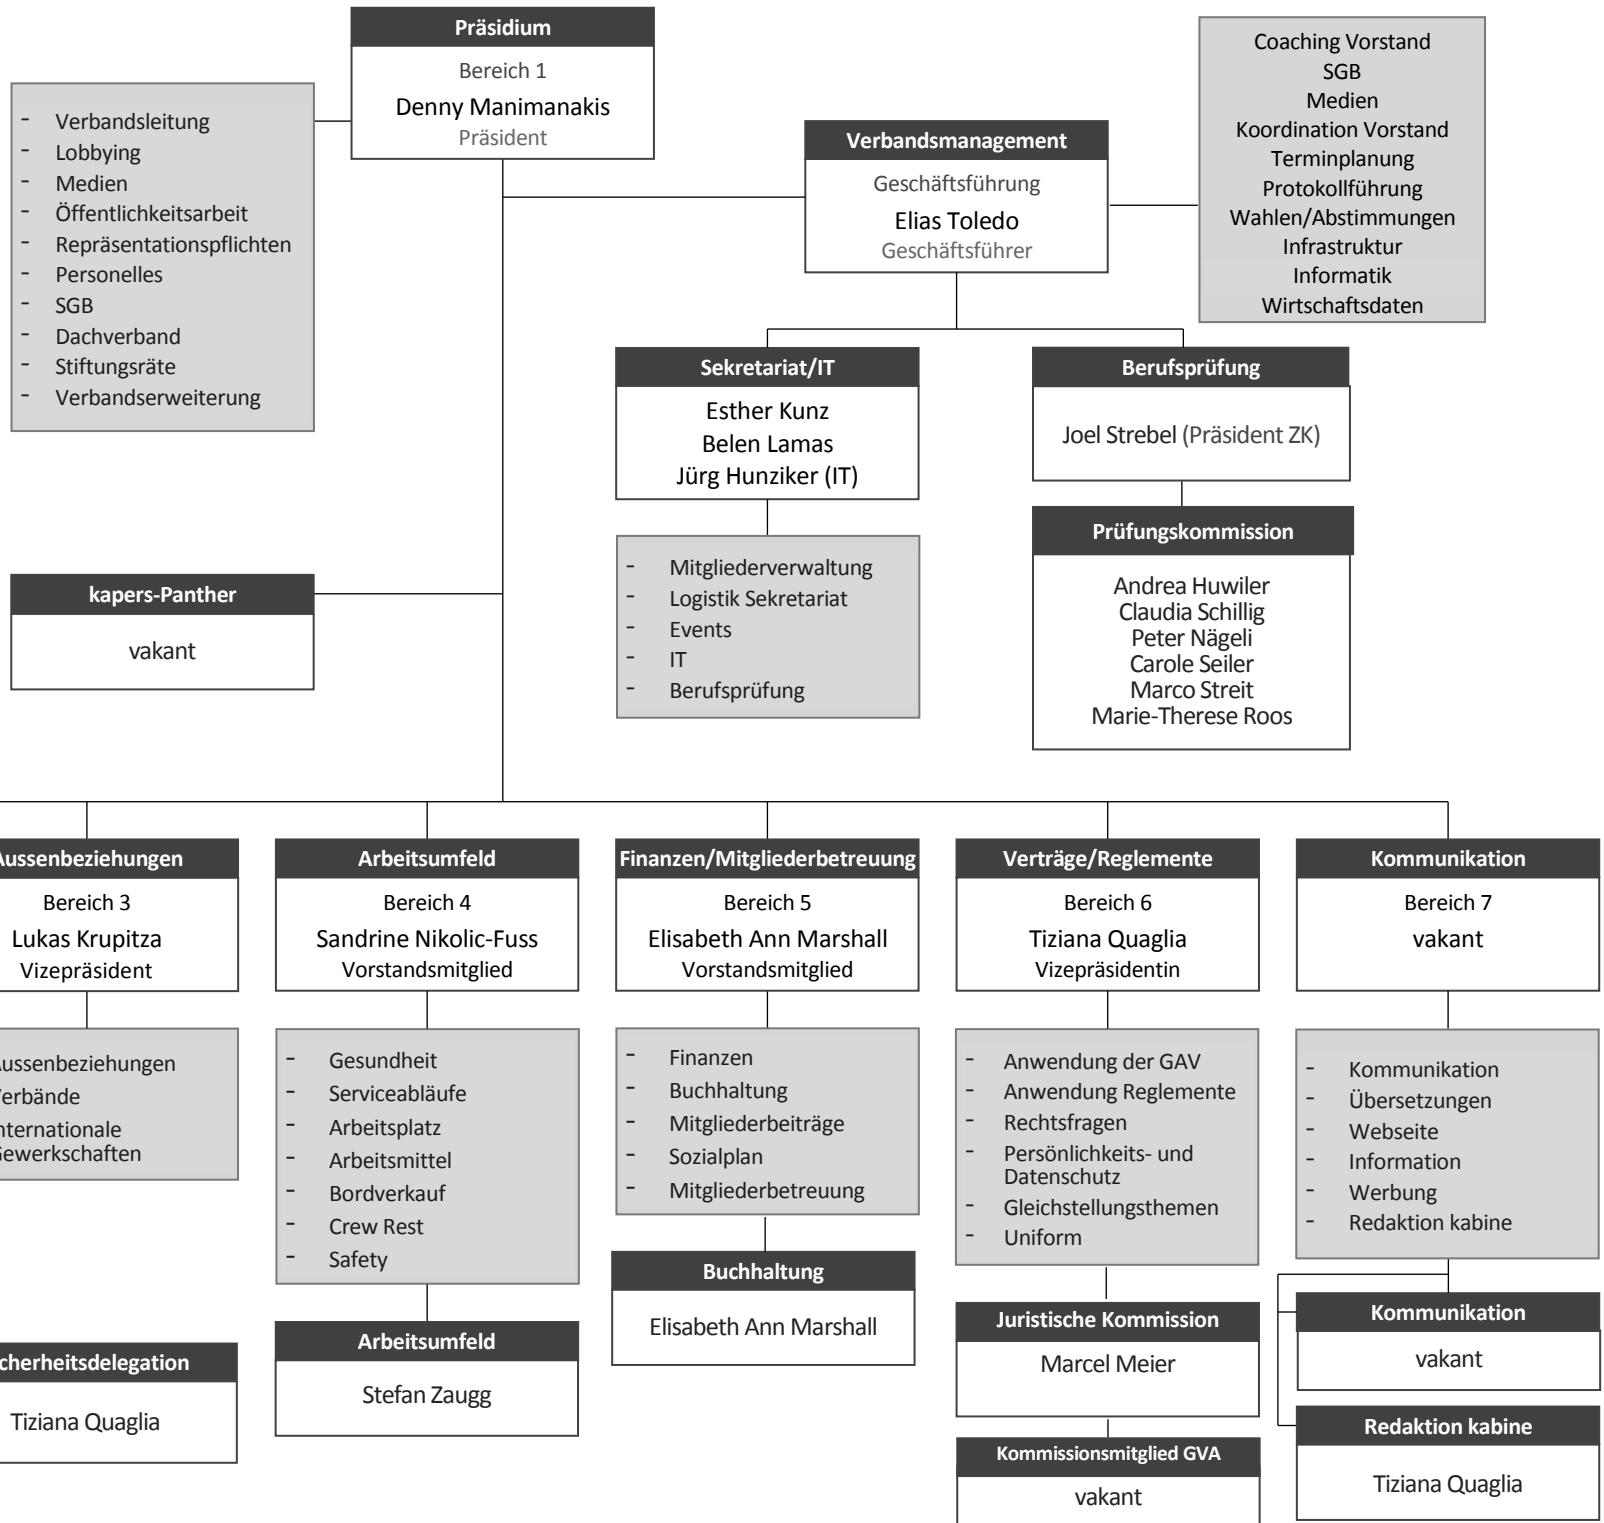 Präsidium
Bereich 1
Denny Manimanakis
Präsident
- Verbandsleitung
- Lobbying
- Medien
- Öffentlichkeitsarbeit
- Repräsentationspflichten
- Personelles
- SGB
- Dachverband
- Stiftungsräte
- Verbandserweiterung
Verbandsmanagement
Geschäftsführung
Elias Toledo
Geschäftsführer
Coaching Vorstand
SGB
Medien
Koordination Vorstand
Terminplanung
Protokollführung
Wahlen/Abstimmungen
Infrastruktur
Informatik
Wirtschaftsdaten
Sekretariat/IT
Esther Kunz
Belen Lamas
Jürg Hunziker (IT)
- Mitgliederverwaltung
- Logistik Sekretariat
- Events
- IT
- Berufsprüfung
Berufsprüfung
Joel Strebel (Präsident ZK)
Prüfungskommission
Andrea Huwiler
Claudia Schillig
Peter Nägeli
Carole Seiler
Marco Streit
Marie-Therese Roos
kapers-Panther
vakant
Aussenbeziehungen
Bereich 3
Lukas Krupitza
Vizepräsident
Aussenbeziehungen
Verbände
nternationale
Gewerkschaften
cherheitsdelegation
Tiziana Quaglia
Arbeitsumfeld
Bereich 4
Sandrine Nikolic-Fuss
Vorstandsmitglied
- Gesundheit
- Serviceabläufe
- Arbeitsplatz
- Arbeitsmittel
- Bordverkauf
- Crew Rest
- Safety
Arbeitsumfeld
Stefan Zaugg
Finanzen/Mitgliederbetreuung
Bereich 5
Elisabeth Ann Marshall
Vorstandsmitglied
- Finanzen
- Buchhaltung
- Mitgliederbeiträge
- Sozialplan
- Mitgliederbetreuung
Buchhaltung
Elisabeth Ann Marshall
Verträge/Reglemente
Bereich 6
Tiziana Quaglia
Vizepräsidentin
- Anwendung der GAV
- Anwendung Reglemente
- Rechtsfragen
- Persönlichkeits- und
Datenschutz
- Gleichstellungsthemen
- Uniform
Juristische Kommission
Marcel Meier
Kommissionsmitglied GVA
vakant
Kommunikation
Bereich 7
vakant
- Kommunikation
- Übersetzungen
- Webseite
- Information
- Werbung
- Redaktion kabine
Kommunikation
vakant
Redaktion kabine
Tiziana Quaglia